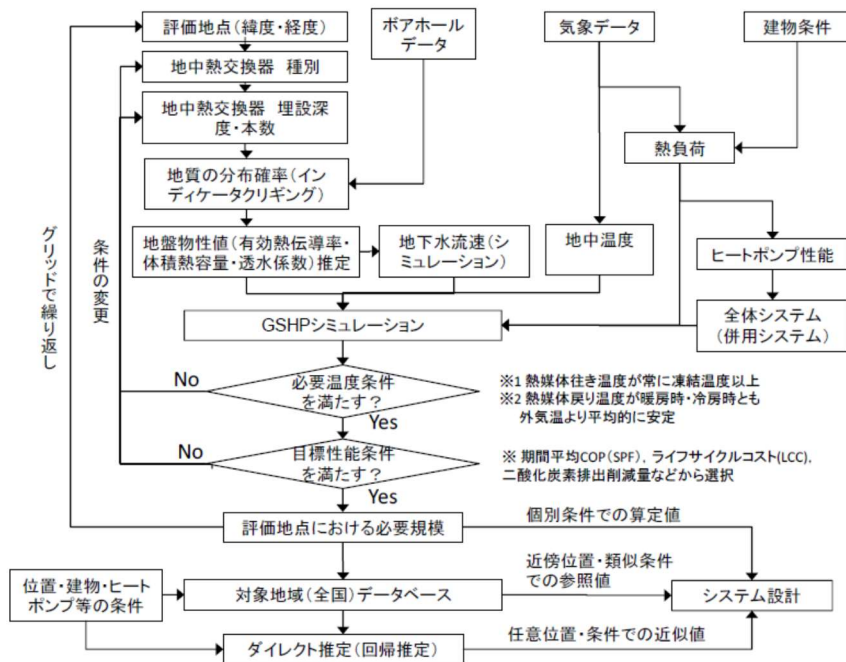 評価地点(緯度・経度)
ボアホール
データ
気象データ
建物条件
地中熱交換器 種別
地中熱交換器 埋設深
度・本数
熱負荷
地質の分布確率(イン
ディケータクリギング)
地盤物性値(有効熱伝導率・
体積熱容量・透水係数)推定
地下水流速(シ
ミュレーション)
地中温度
ヒートポンプ性能
グリッドで繰り返し
条件の変更
GSHPシミュレーション
全体システム
(併用システム)
No
必要温度条件
を満たす?
※1 熱媒体往き温度が常に凍結温度以上
※2 熱媒体戻り温度が暖房時・冷房時とも
外気温より平均的に安定
Yes
No
目標性能条件
を満たす?
※ 期間平均COP(SPF), ライフサイクルコスト(LCC),
二酸化炭素排出削減量などから選択
Yes
評価地点における必要規模
個別条件での算定値
位置・建物・ヒート
ポンプ等の条件
対象地域(全国)データベース
近傍位置・類似条件
での参照値
システム設計
ダイレクト推定(回帰推定)
任意位置・条件での近似値